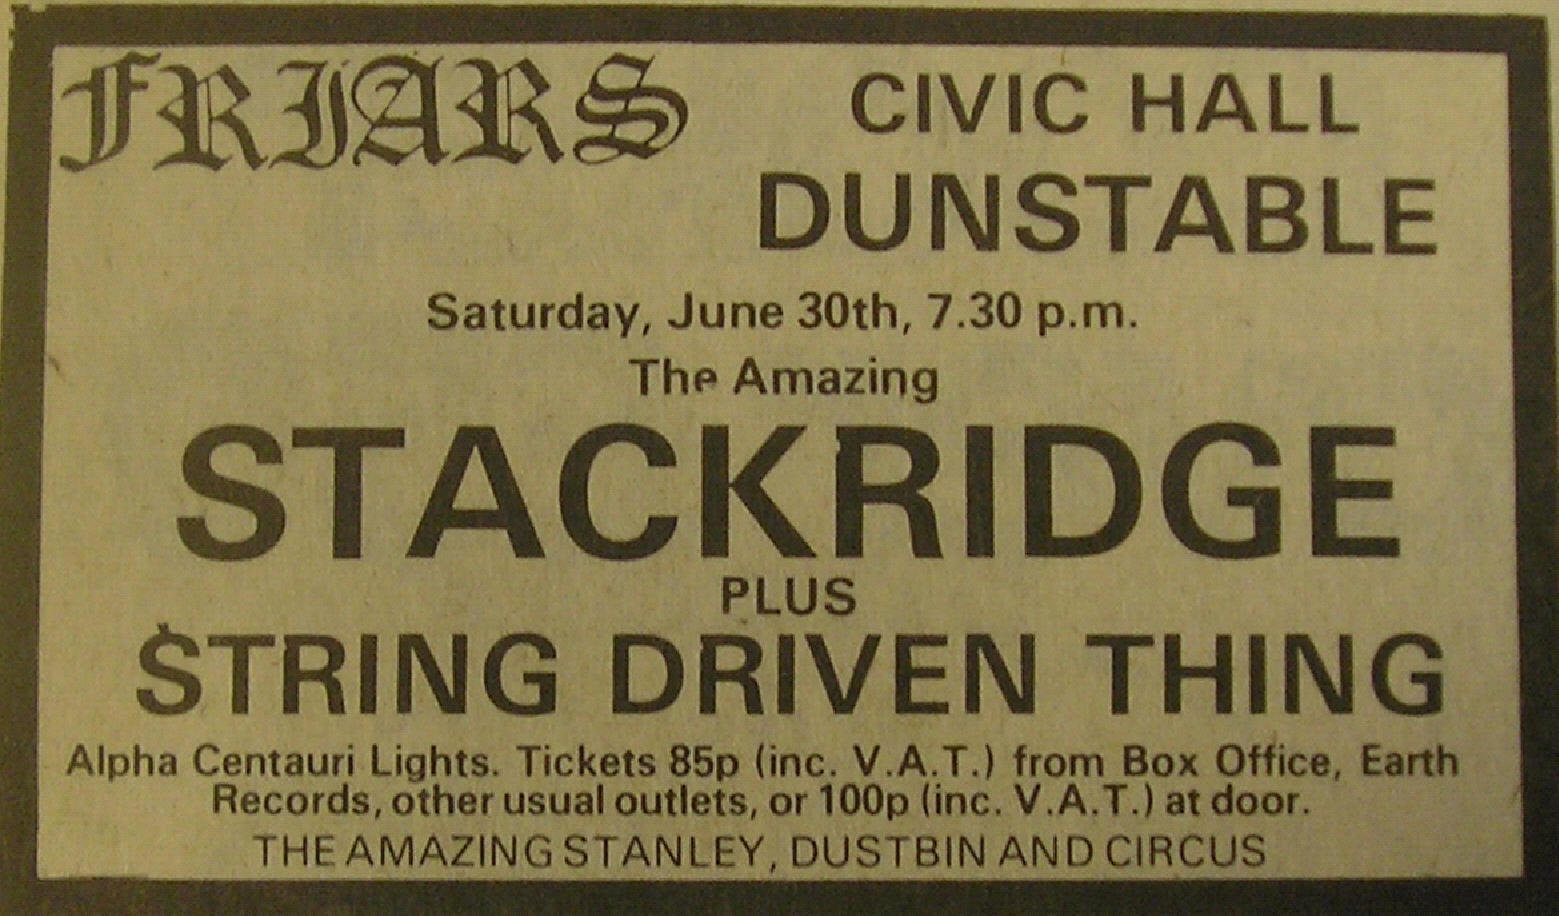 FRIARS
CIVIC HALL
DUNSTABLE
Saturday, June 30th, 7.30 p.m.
The Amazing
STACKRIDGE
PLUS
STRING DRIVEN THING
Alpha Centauri Lights. Tickets 85p (inc. V.A.T.) from Box Office, Earth
Records, other usual outlets, or 100p (inc. V.A.T.) at door.
THE AMAZING STANLEY, DUSTBIN AND CIRCUS